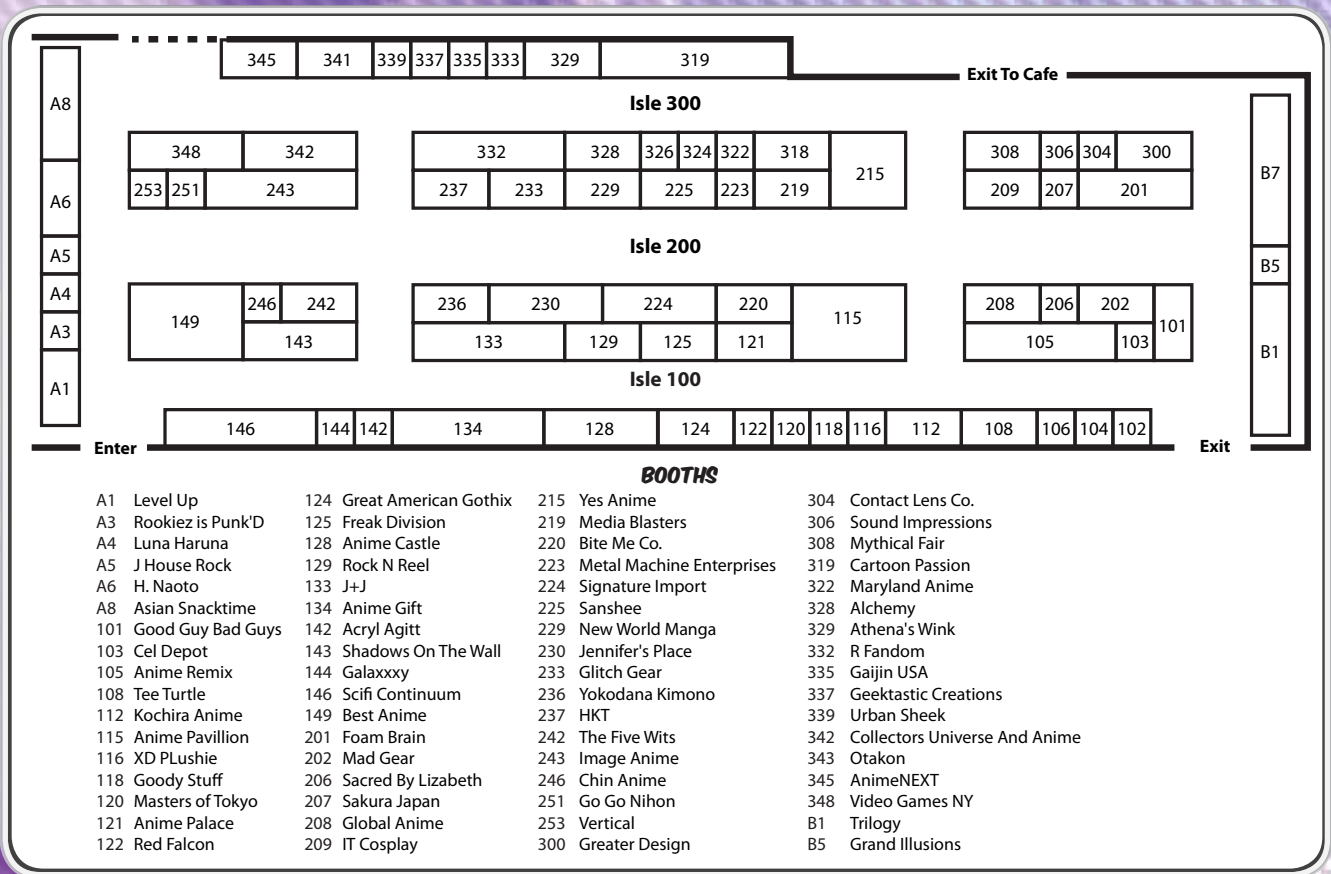 345 341 339 337 335 333 329 319
Exit To Cafe
A8
Isle 300
348 342 332 328 326 324 322 318 215 308 306 304 300
B7
253 251 243 237 233 229 225 223 219 209 207 201
A6
A5
Isle 200
B5
A4
149 246 242 236 230 224 220 115 208 206 202 101
A3
143 133 129 125 121 105 103
B1
A1
Isle 100
146 144 142 134 128 124 122 120 118 116 112 108 106 104 102
Enter
Exit
BOOTHS
A1 Level Up
A3 Rookiez is Punk'D
A4 Luna Haruna
A5 J House Rock
A6 H. Naoto
A8 Asian Snacktime
101 Good Guy Bad Guys
103 Cel Depot
105 Anime Remix
108 Tee Turtle
112 Kochira Anime
115 Anime Pavillion
116 XD PLushie
118 Goody Stuff
120 Masters of Tokyo
121 Anime Palace
122 Red Falcon
124 Great American Gothix
125 Freak Division
128 Anime Castle
129 Rock N Reel
133 J+J
134 Anime Gift
142 Acryl Agitt
143 Shadows On The Wall
144 Galaxxxy
146 Scifi Continuum
149 Best Anime
201 Foam Brain
202 Mad Gear
206 Sacred By Lizabeth
207 Sakura Japan
208 Global Anime
209 IT Cosplay
215 Yes Anime
219 Media Blasters
220 Bite Me Co.
223 Metal Machine Enterprises
224 Signature Import
225 Sanshee
229 New World Manga
230 Jennifer's Place
233 Glitch Gear
236 Yokodana Kimono
237 HKT
242 The Five Wits
243 Image Anime
246 Chin Anime
251 Go Go Nihon
253 Vertical
300 Greater Design
304 Contact Lens Co.
306 Sound Impressions
308 Mythical Fair
319 Cartoon Passion
322 Maryland Anime
328 Alchemy
329 Athena's Wink
332 R Fandom
335 Gaijin USA
337 Geektastic Creations
339 Urban Sheek
342 Collectors Universe And Anime
343 Otakon
345 AnimeNEXT
348 Video Games NY
B1 Trilogy
B5 Grand Illusions